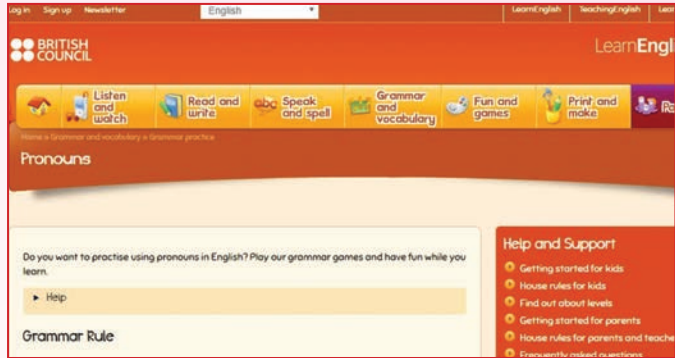 Log in Sign up Newsletter English LearnEnglish TeachingEnglish
BRITISH
COUNCIL
Listen
and
watch
Read and
write
abc Speak
and spell
Grammar
and
vocabulary
Fun and
games
Print and
make
Home » Grammar and vocabulary » Grammar practice
Pronouns
Do you want to practise using pronouns in English? Play our grammar games and have fun while you
learn.
► Help
Grammar Rule
Help and Support
Getting started for kids
House rules for kids
Find out about levels
Getting started for parents
House rules for parents and
Frequently asked questions